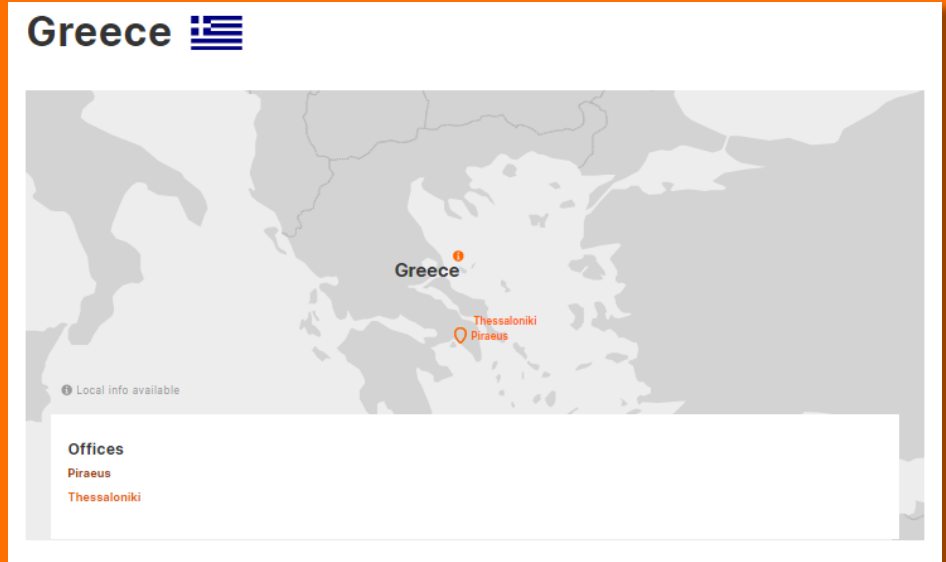 Greece
Greece
Thessaloniki
Piraeus
Local info available
Offices
Piraeus
Thessaloniki